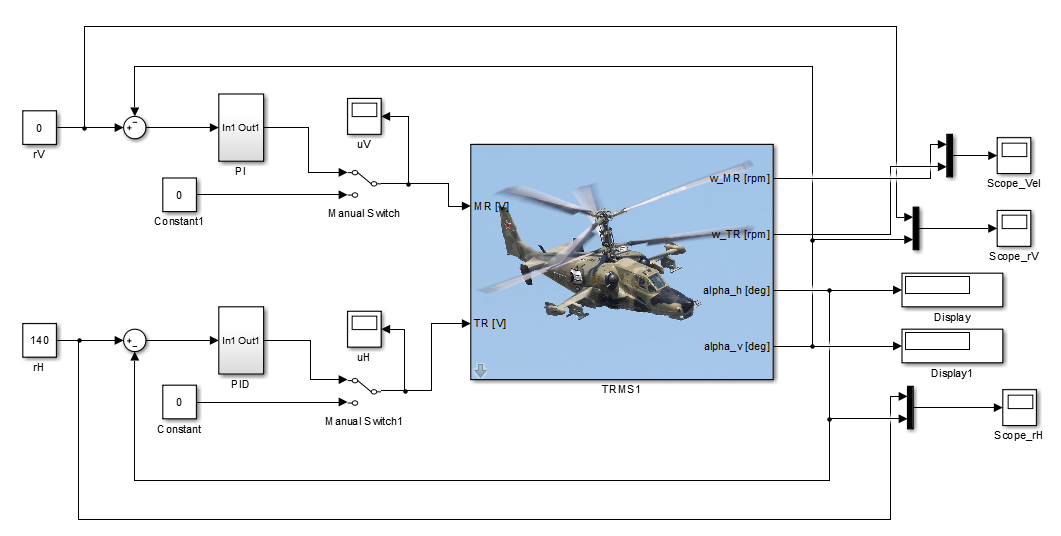 0
rV
In1 Out1
PI
uV
0
Constant1
Manual Switch
MR [V]
w_MR [rpm]
w_TR [rpm]
alpha_h [deg]
alpha_v [deg]
TR [V]
TRMS1
Scope_Vel
Scope_rV
Display
Display1
Scope_rH
140
rH
In1 Out1
PID
uH
0
Constant
Manual Switch1